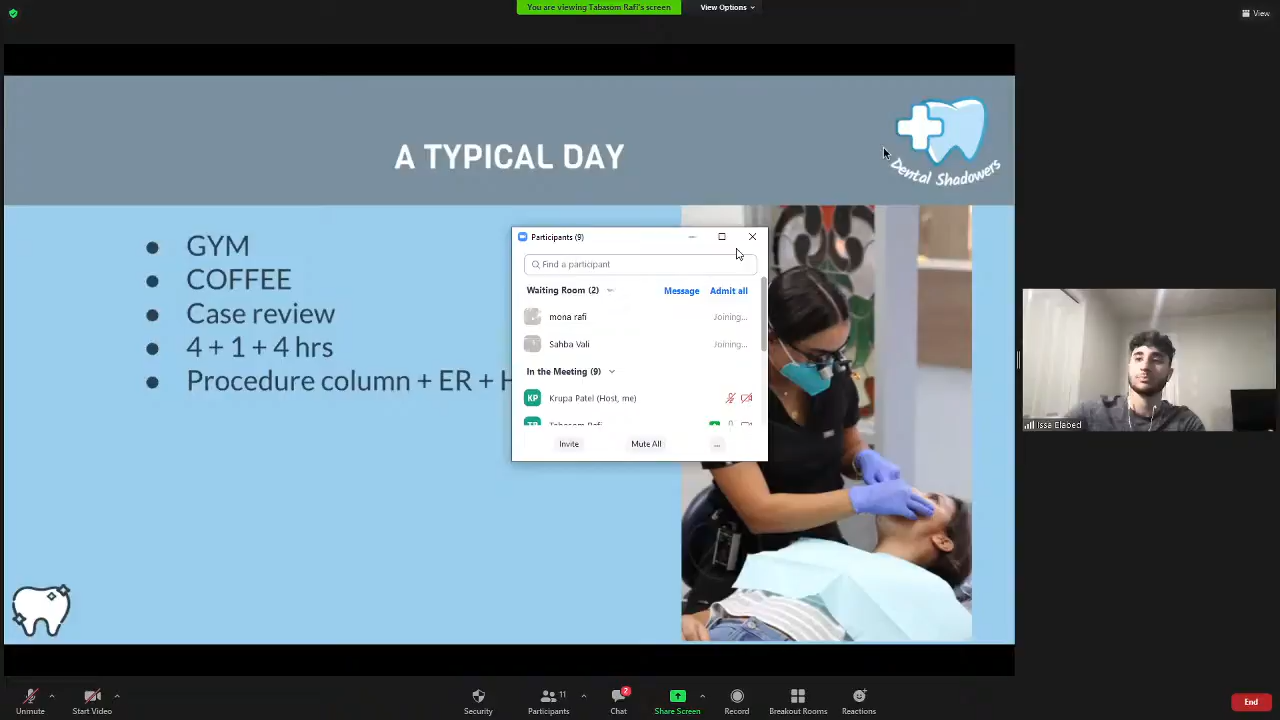 You are viewing Tabasom Rafi's screen
View Options
View
A TYPICAL DAY
Dental Shadowers
GYM
COFFEE
Case review
4 + 1 + 4 hrs
Procedure column + ER + H
Participants (9)
Find a participant
Waiting Room (2)
Message
Admit all
mona rafi
Joining...
Sahba Vali
Joining...
In the Meeting (9)
KP
Krupa Patel (Host, me)
Tabasom Rafi
Invite
Mute All
...
Issa Elabed
Unmute
Start Video
Security
Participants
11
Chat
2
Share Screen
Record
Breakout Rooms
Reactions
End